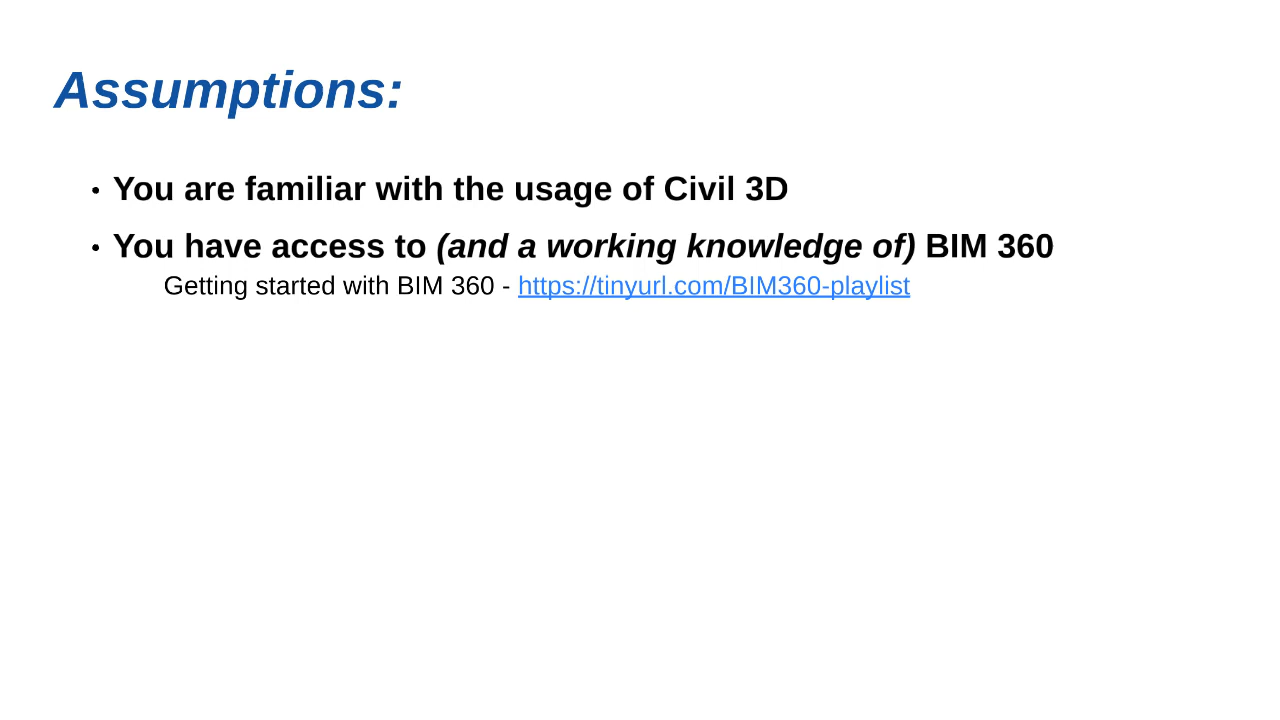 Assumptions:
• You are familiar with the usage of Civil 3D
• You have access to (and a working knowledge of) BIM 360
Getting started with BIM 360 - https://tinyurl.com/BIM360-playlist